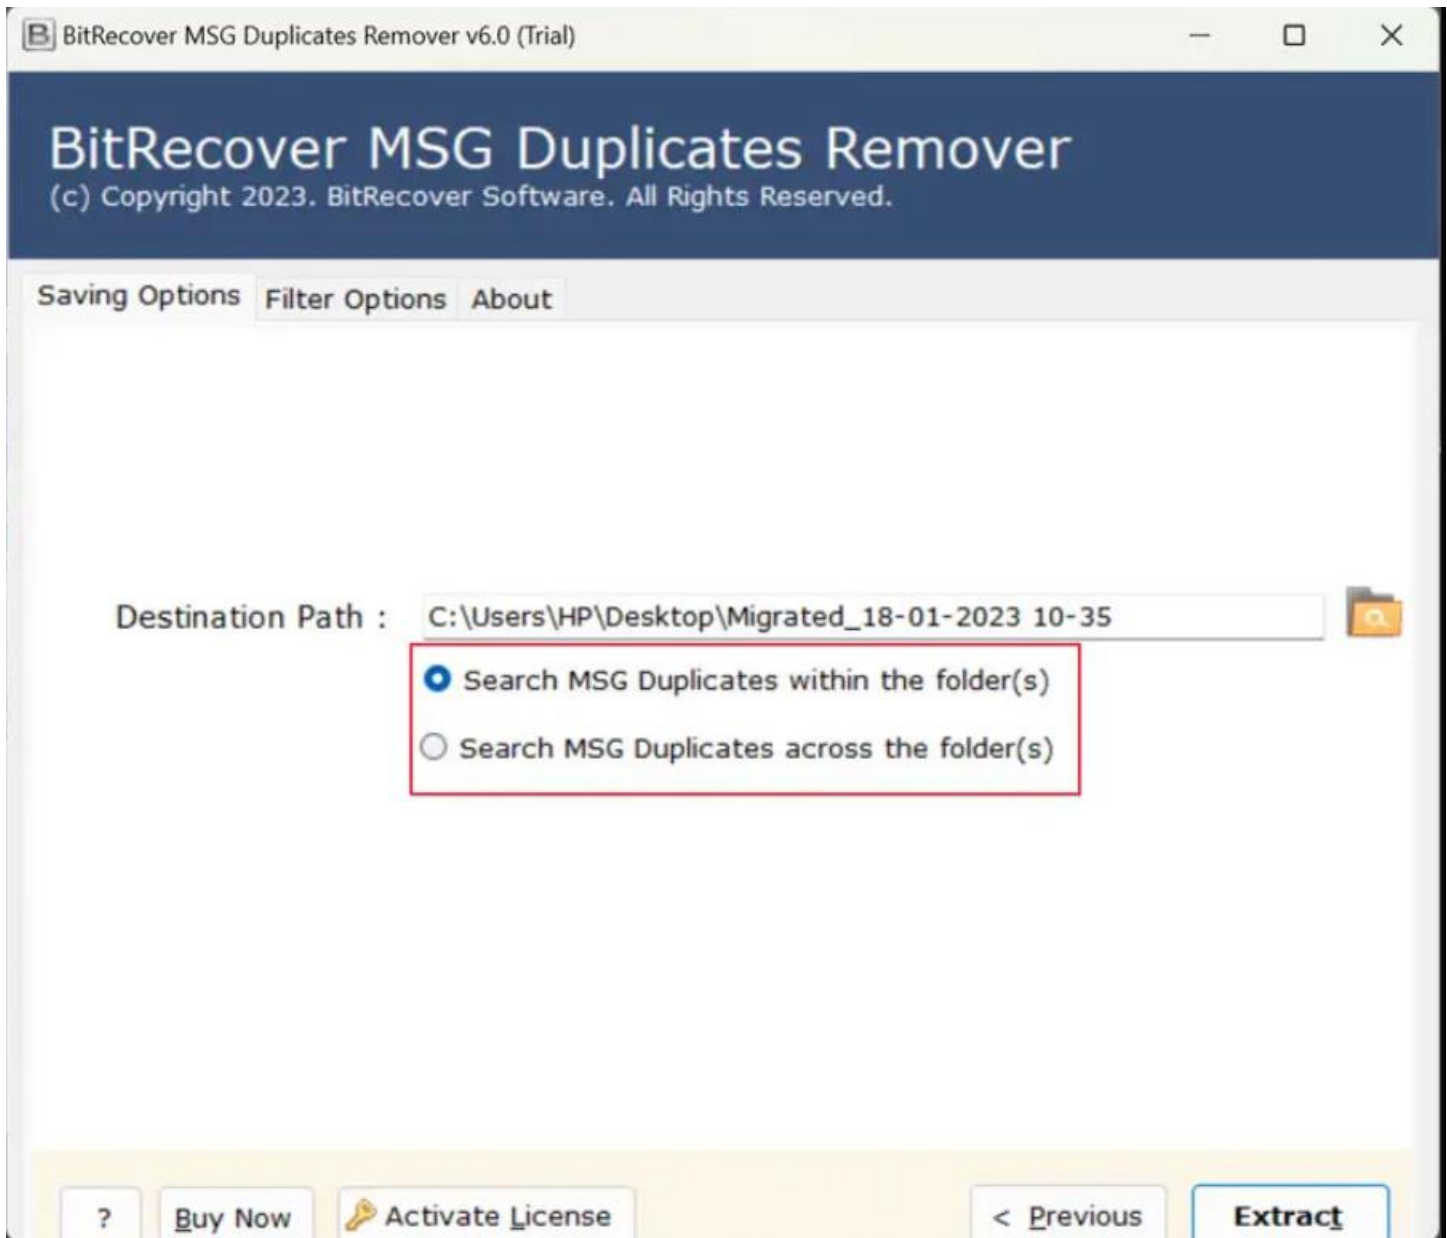 BitRecover MSG Duplicates Remover v6.0 (Trial)
BitRecover MSG Duplicates Remover
(c) Copyright 2023. BitRecover Software. All Rights Reserved.
Saving Options Filter Options About
Destination Path : C:\Users\HP\Desktop\Migrated_18-01-2023 10-35
Search MSG Duplicates within the folder(s)
Search MSG Duplicates across the folder(s)
? Buy Now Activate License < Previous Extract